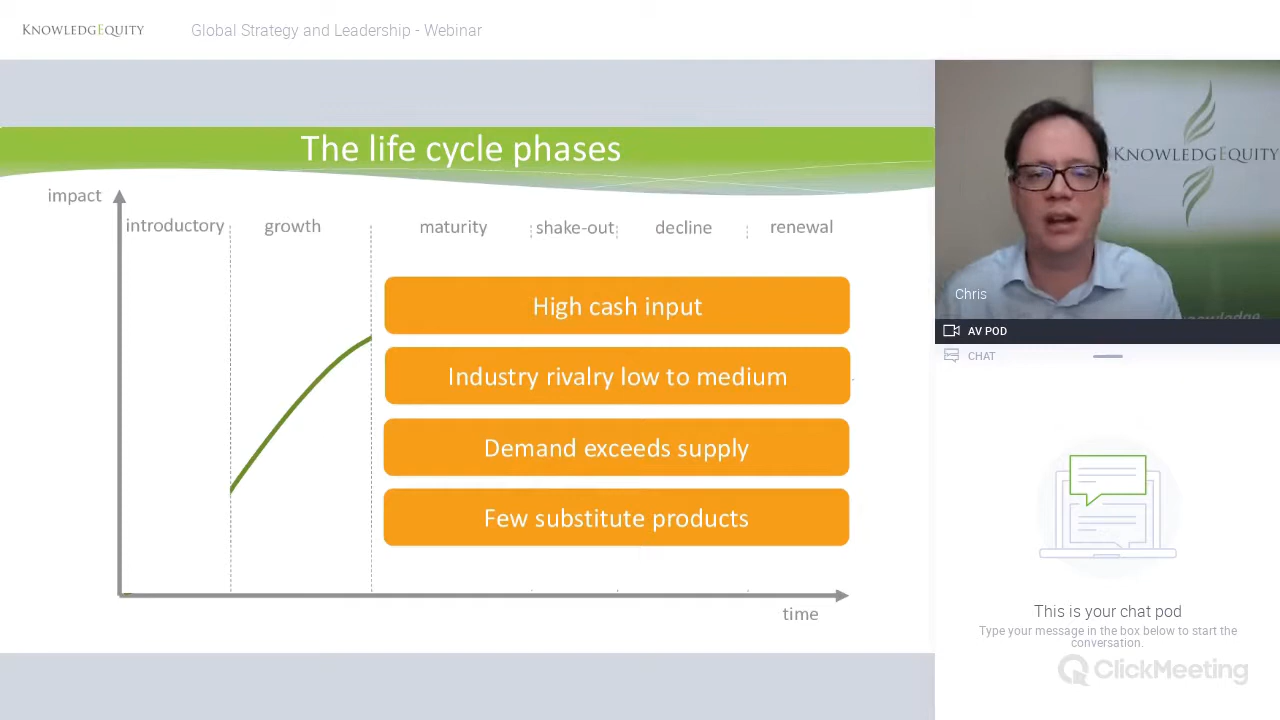 KNOWLEDGEQUITY
Global Strategy and Leadership - Webinar
The life cycle phases
impact
introductory
growth
maturity
shake-out
decline
renewal
High cash input
Industry rivalry low to medium
Demand exceeds supply
Few substitute products
time
KNOWLEDGEQUITY
Chris
knowledge
AV POD
CHAT
This is your chat pod
Type your message in the box below to start the
conversation.
ClickMeeting